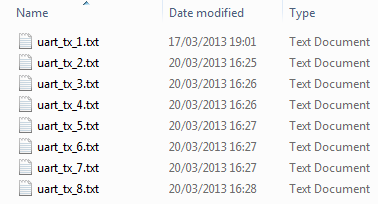 Name Date modified Type
uart_tx_1.txt 17/03/2013 19:01 Text Document
uart_tx_2.txt 20/03/2013 16:25 Text Document
uart_tx_3.txt 20/03/2013 16:26 Text Document
uart_tx_4.txt 20/03/2013 16:26 Text Document
uart_tx_5.txt 20/03/2013 16:27 Text Document
uart_tx_6.txt 20/03/2013 16:27 Text Document
uart_tx_7.txt 20/03/2013 16:27 Text Document
uart_tx_8.txt 20/03/2013 16:28 Text Document